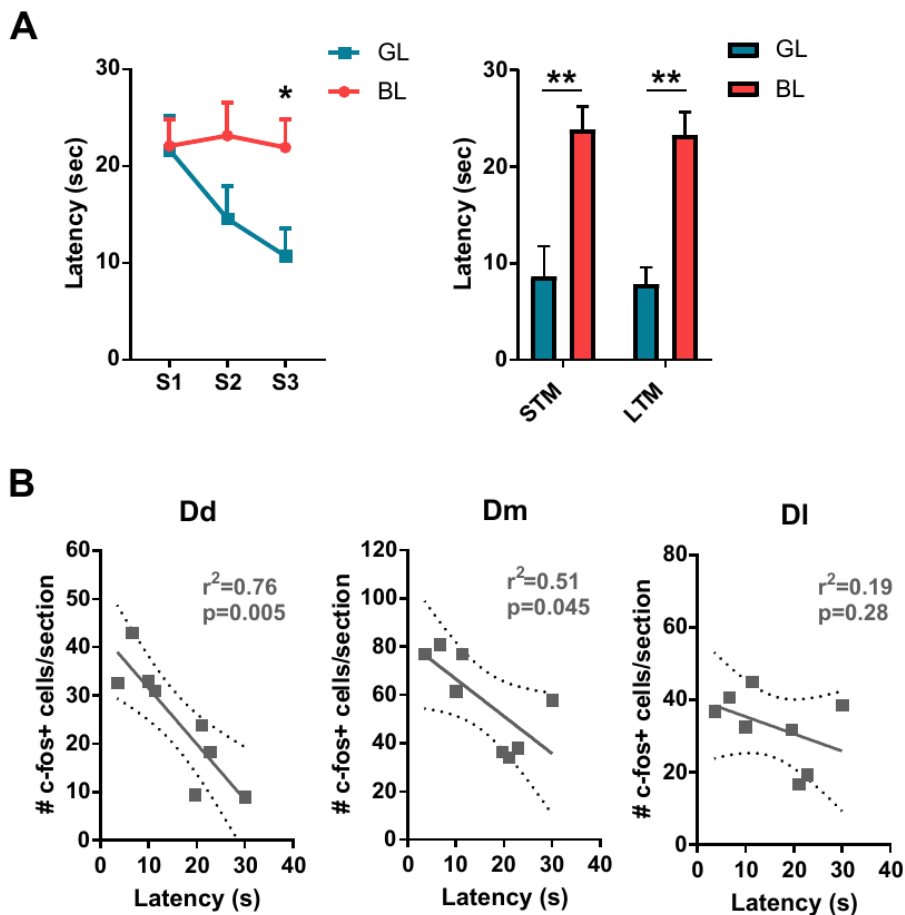 A
GL
BL
30
20
10
0
Latency (sec)
*
S1 S2 S3
GL
BL
30
20
10
0
Latency (sec)
** **
STM
LTM
B
Dd
60
50
40
30
20
10
0
# c-fos+ cells/section
r²=0.76
p=0.005
0 10 20 30 40
Latency (s)
Dm
120
100
80
60
40
20
0
# c-fos+ cells/section
r²=0.51
p=0.045
0 10 20 30 40
Latency (s)
Dl
80
60
40
20
0
# c-fos+ cells/section
r²=0.19
p=0.28
0 10 20 30 40
Latency (s)